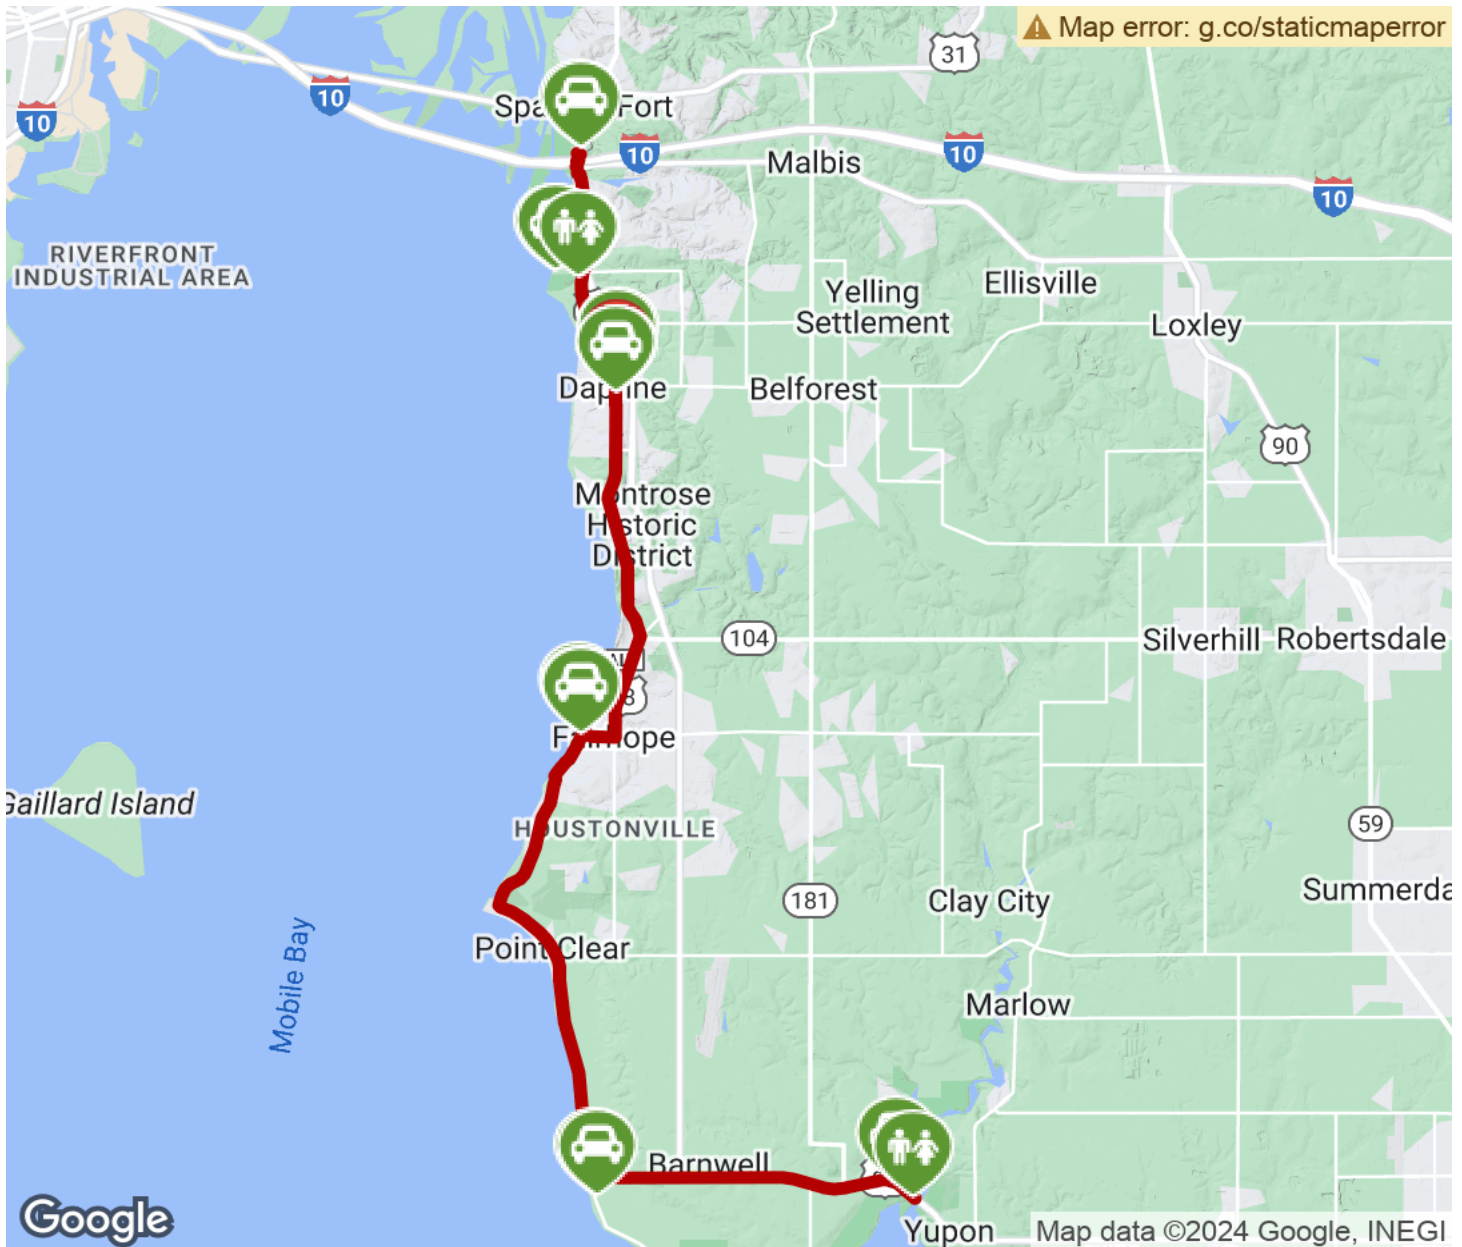 Map error: g.co/staticmaperror
31
10
10
Fort
10
10
Malbis
10
RIVERFRONT
INDUSTRIAL AREA
Ellisville
Yelling
Settlement
Loxley
Daphne
Belforest
90
Montrose
Historic
District
104
Silverhill
Robertsdale
Fairhope
Gaillard Island
HOUSTONVILLE
59
181
Clay City
Summerda
Point Clear
Mobile Bay
Marlow
Barnwell
Google
Yupon
Map data ©2024 Google, INEGI